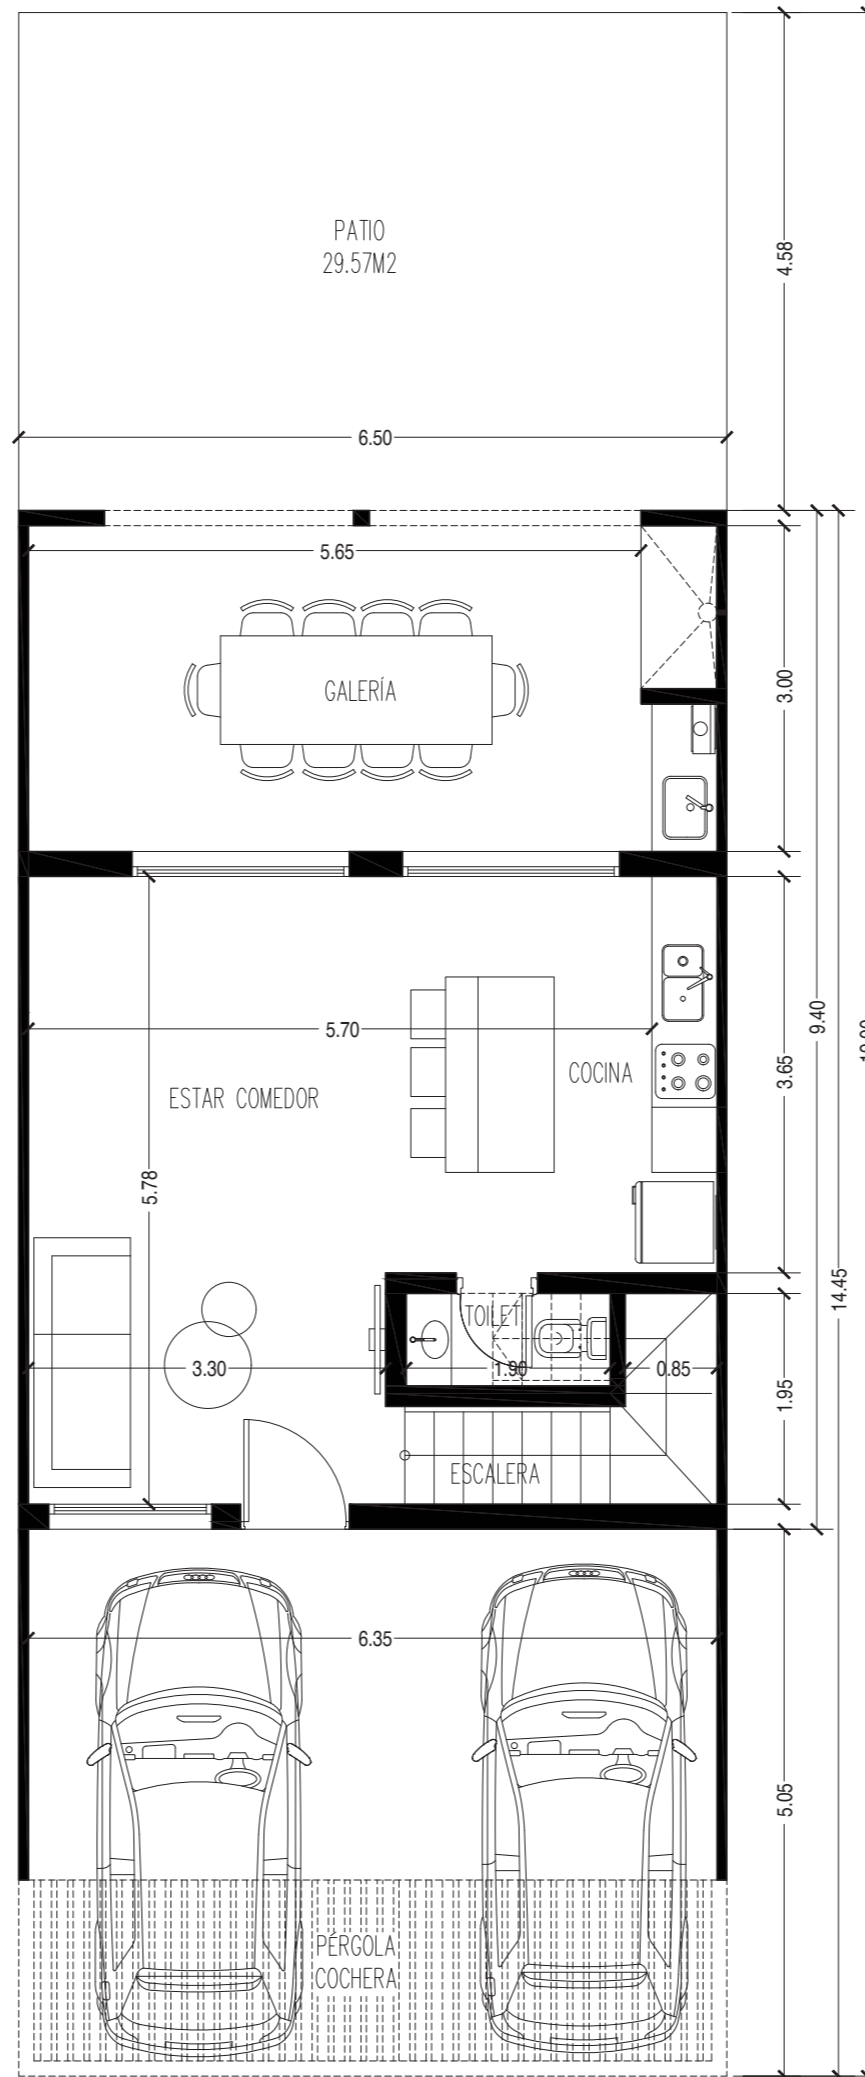 PATIO
29.57M2
4.58
6.50
5.65
GALERÍA
3.00
5.70
COCINA
ESTAR COMEDOR
9.40
3.65
5.78
14.45
TOILET
3.30
1.90
0.85
1.95
ESCALERA
6.35
5.05
PÉRGOLA
COCHERA